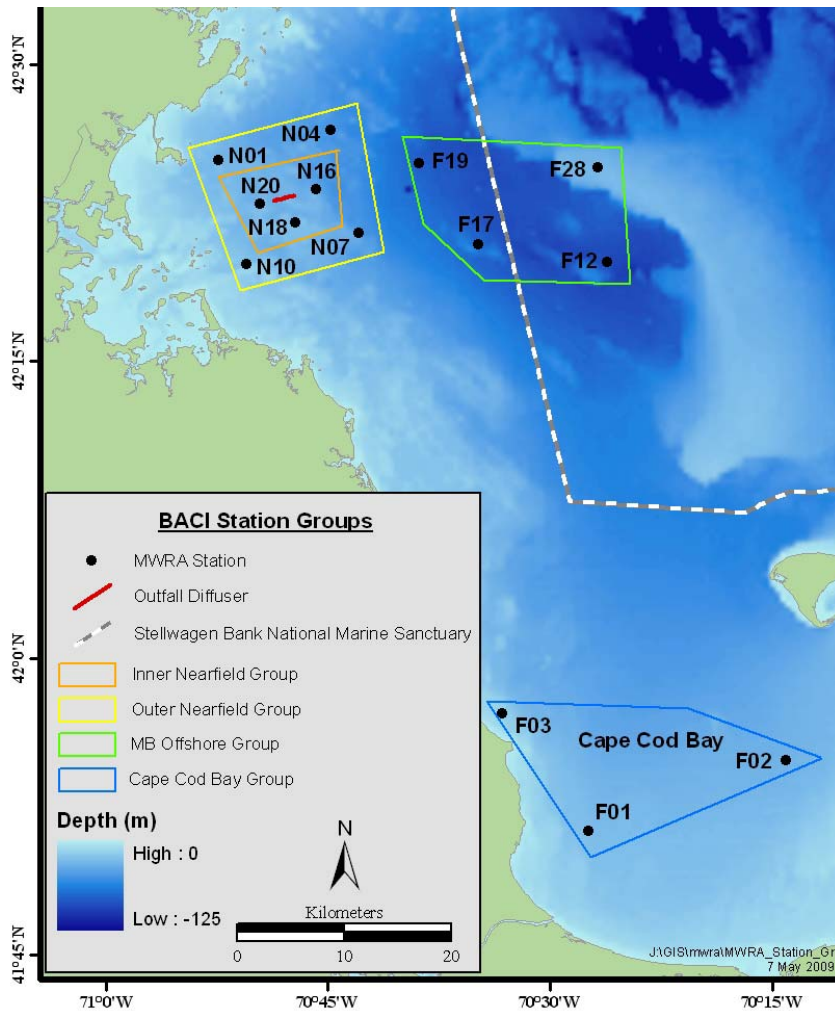 42°30'N
42°15'N
42°0'N
41°45'N
N04
N01
N16
N20
N18
N07
N10
F19
F28
F17
F12
BACI Station Groups
MWRA Station
Outfall Diffuser
Stellwagen Bank National Marine Sanctuary
Inner Nearfield Group
Outer Nearfield Group
MB Offshore Group
Cape Cod Bay Group
Depth (m)
High : 0
Low : -125
N
Kilometers
0 10 20
F03
Cape Cod Bay
F02
F01
J:\GIS\mwra\MWRA_Station_Gr
7 May 2009
71°0'W 70°45'W 70°30'W 70°15'W